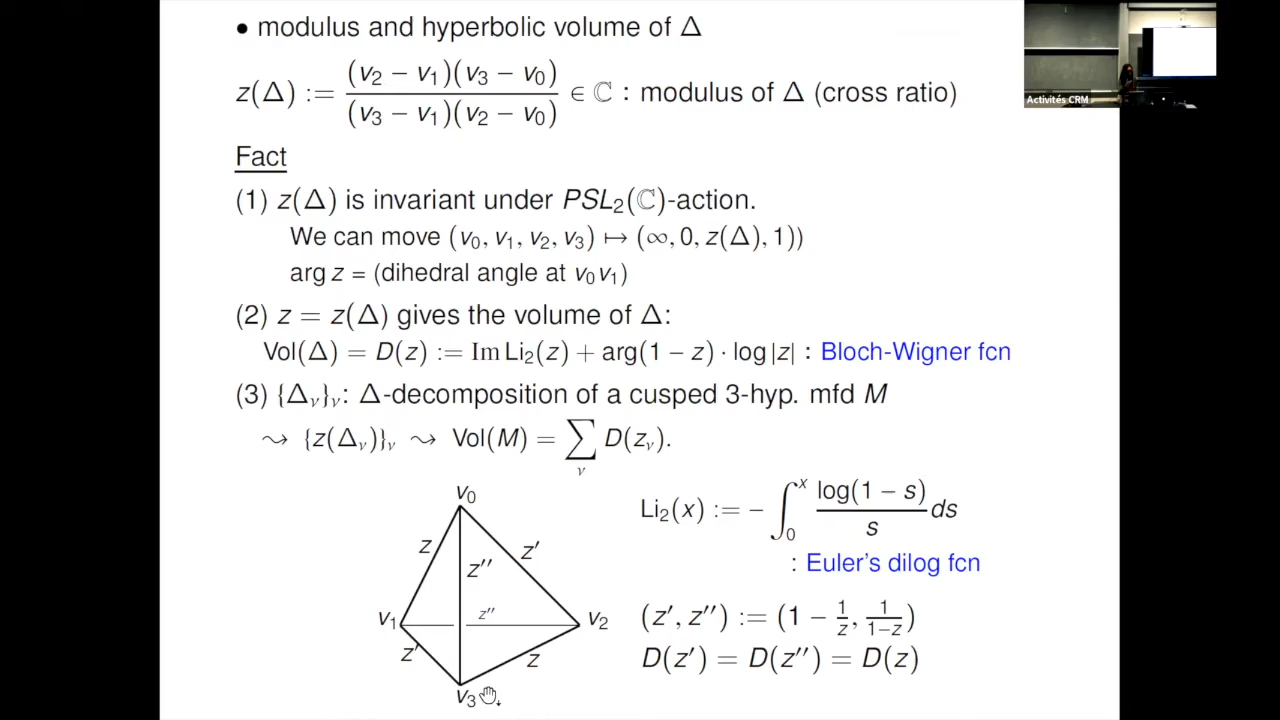 • modulus and hyperbolic volume of Δ
z(Δ) := (v₂ − v₁)(v₃ − v₀) / (v₃ − v₁)(v₂ − v₀) ∈ ℂ : modulus of Δ (cross ratio)
Activités CRM
Fact
(1) z(Δ) is invariant under PSL₂(ℂ)-action.
We can move (v₀, v₁, v₂, v₃) ↦ (∞, 0, z(Δ), 1))
arg z = (dihedral angle at v₀v₁)
(2) z = z(Δ) gives the volume of Δ:
Vol(Δ) = D(z) := Im Li₂(z) + arg(1 − z) · log|z| : Bloch-Wigner fcn
(3) {Δ_ν}_ν: Δ-decomposition of a cusped 3-hyp. mfd M
⇝ {z(Δ_ν)}_ν ⇝ Vol(M) = ∑_ν D(z_ν).
v₀
z
z′
z′′
v₁
z′′
v₂
z′
z
v₃
Li₂(x) := − ∫₀ˣ log(1 − s) / s ds
: Euler's dilog fcn
(z′, z′′) := (1 − 1/z, 1/(1−z))
D(z′) = D(z′′) = D(z)